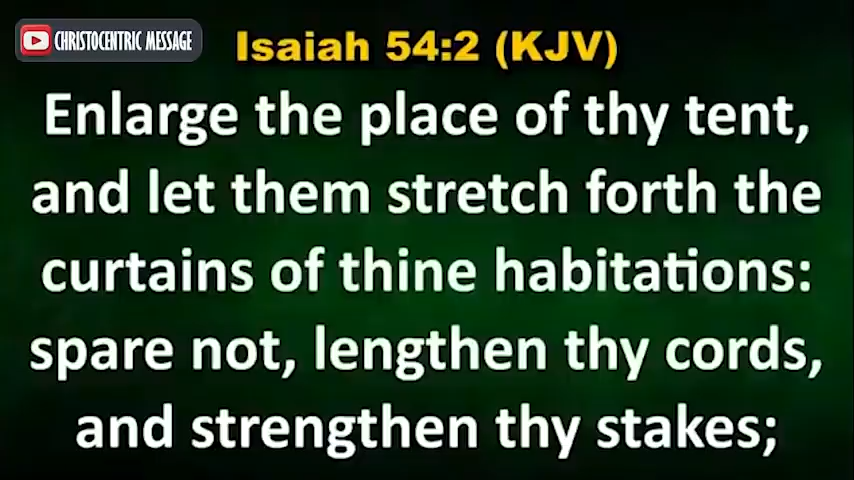 CHRISTOCENTRIC MESSAGE
Isaiah 54:2 (KJV)
Enlarge the place of thy tent,
and let them stretch forth the
curtains of thine habitations:
spare not, lengthen thy cords,
and strengthen thy stakes;